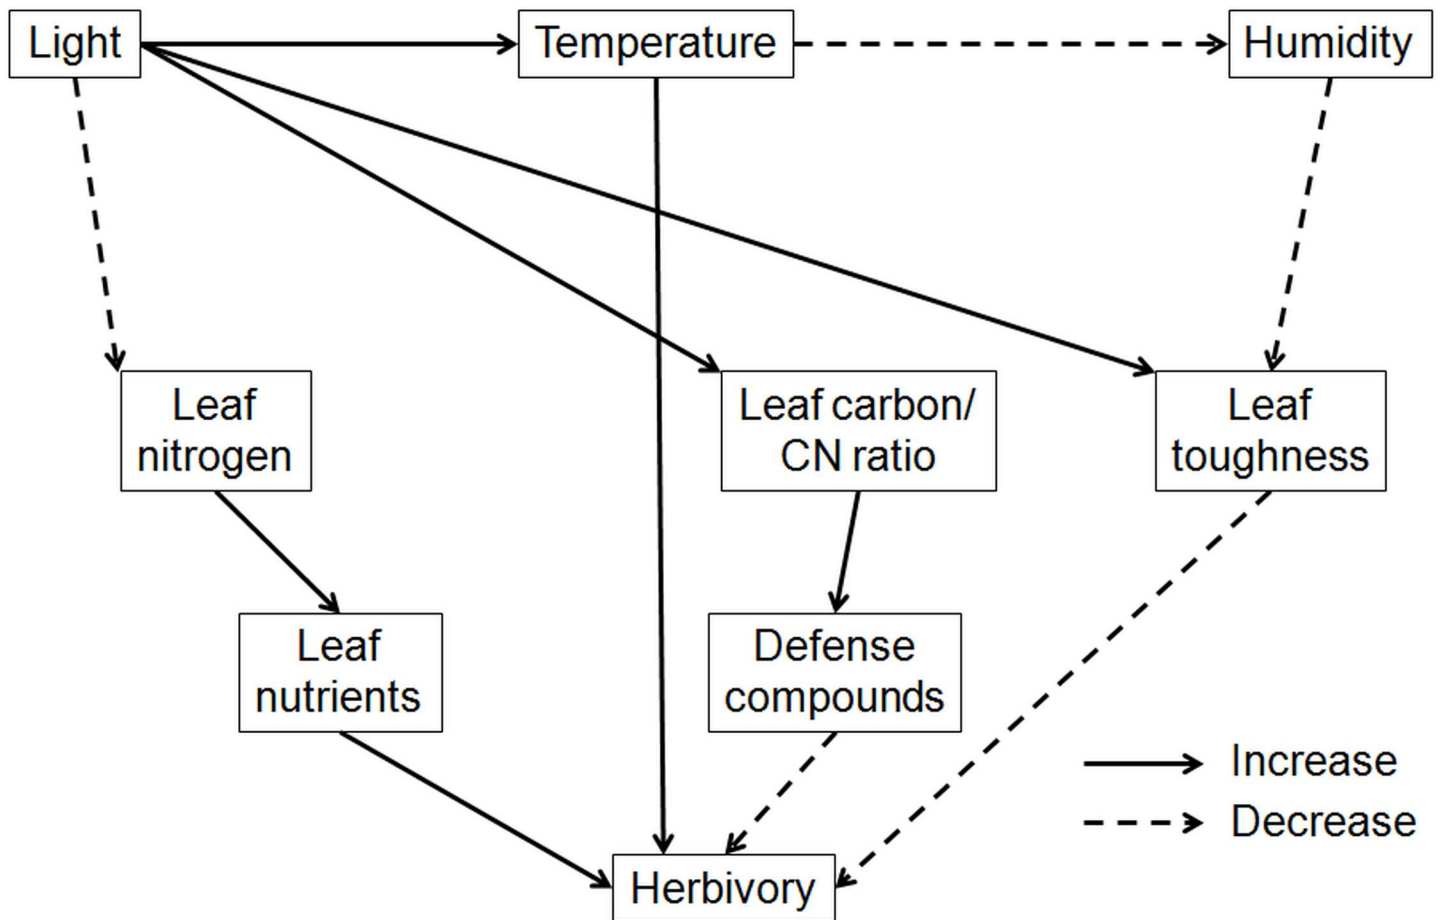 Light
Temperature
Humidity
Leaf
nitrogen
Leaf carbon/
CN ratio
Leaf
toughness
Leaf
nutrients
Defense
compounds
Increase
Decrease
Herbivory